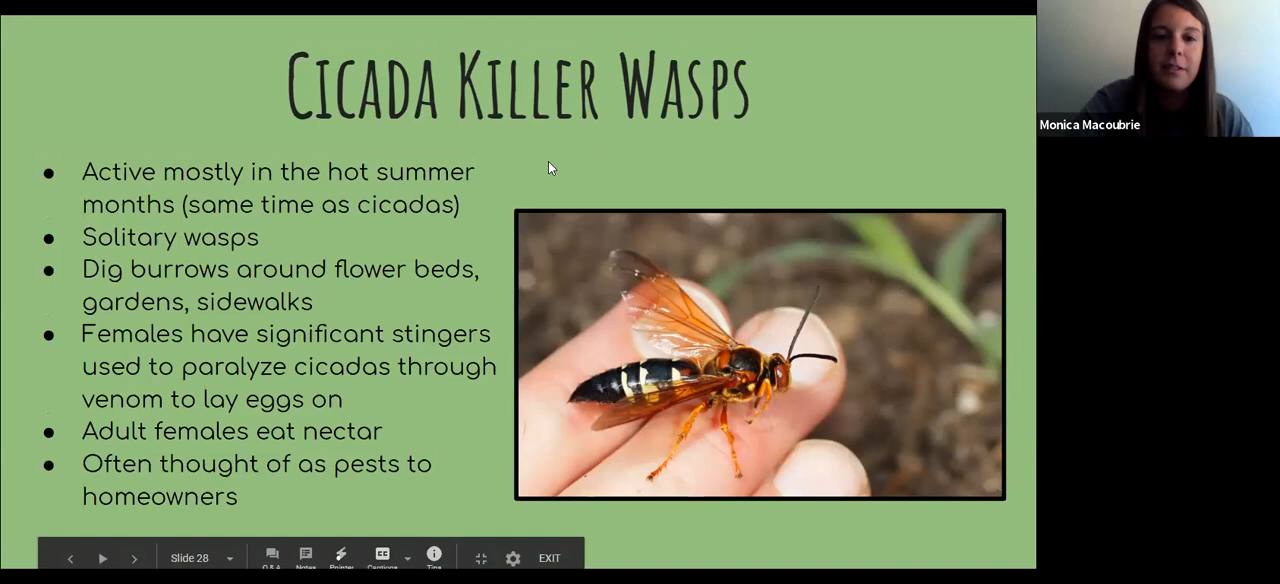 Cicada Killer Wasps
Monica Macoubrie
● Active mostly in the hot summer
months (same time as cicadas)
● Solitary wasps
● Dig burrows around flower beds,
gardens, sidewalks
● Females have significant stingers
used to paralyze cicadas through
venom to lay eggs on
● Adult females eat nectar
● Often thought of as pests to
homeowners
Slide 28
Q&A Notes Pointer CC Captions Tips EXIT